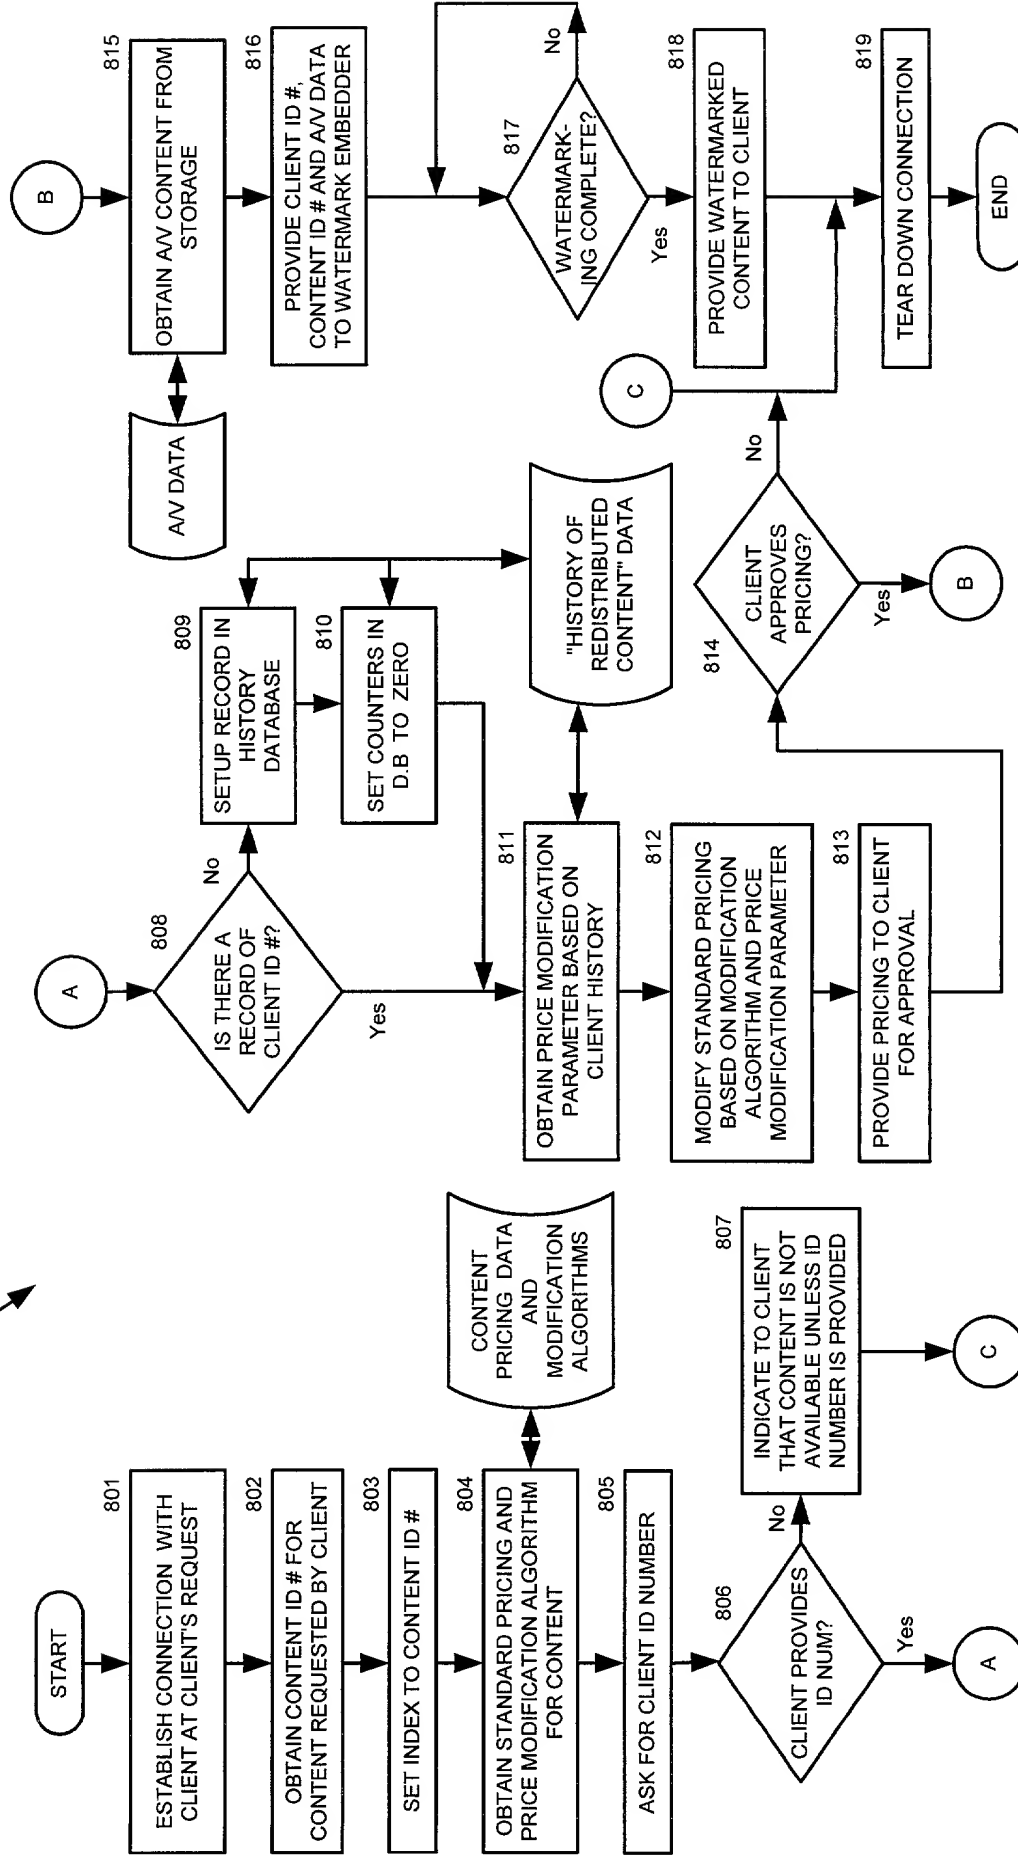 START
801
ESTABLISH CONNECTION WITH
CLIENT AT CLIENT'S REQUEST
802
OBTAIN CONTENT ID # FOR
CONTENT REQUESTED BY CLIENT
803
SET INDEX TO CONTENT ID #
804
OBTAIN STANDARD PRICING AND
PRICE MODIFICATION ALGORITHM
FOR CONTENT
CONTENT
PRICING DATA
AND
MODIFICATION
ALGORITHMS
805
ASK FOR CLIENT ID NUMBER
806
CLIENT PROVIDES
ID NUM?
No
Yes
A
807
INDICATE TO CLIENT
THAT CONTENT IS NOT
AVAILABLE UNLESS ID
NUMBER IS PROVIDED
C
A
808
IS THERE A
RECORD OF
CLIENT ID #?
No
Yes
809
SETUP RECORD IN
HISTORY
DATABASE
810
SET COUNTERS IN
D.B TO ZERO
811
OBTAIN PRICE MODIFICATION
PARAMETER BASED ON
CLIENT HISTORY
"HISTORY OF
REDISTRIBUTED
CONTENT" DATA
812
MODIFY STANDARD PRICING
BASED ON MODIFICATION
ALGORITHM AND PRICE
MODIFICATION PARAMETER
813
PROVIDE PRICING TO CLIENT
FOR APPROVAL
814
CLIENT
APPROVES
PRICING?
No
Yes
B
C
B
815
OBTAIN A/V CONTENT FROM
STORAGE
A/V DATA
816
PROVIDE CLIENT ID #,
CONTENT ID # AND A/V DATA
TO WATERMARK EMBEDDER
817
WATERMARK-
ING COMPLETE?
No
Yes
818
PROVIDE WATERMARKED
CONTENT TO CLIENT
819
TEAR DOWN CONNECTION
END